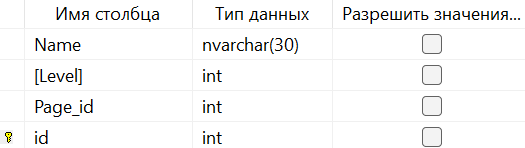 Имя столбца Тип данных Разрешить значения...
Name nvarchar(30)
[Level] int
Page_id int
id int